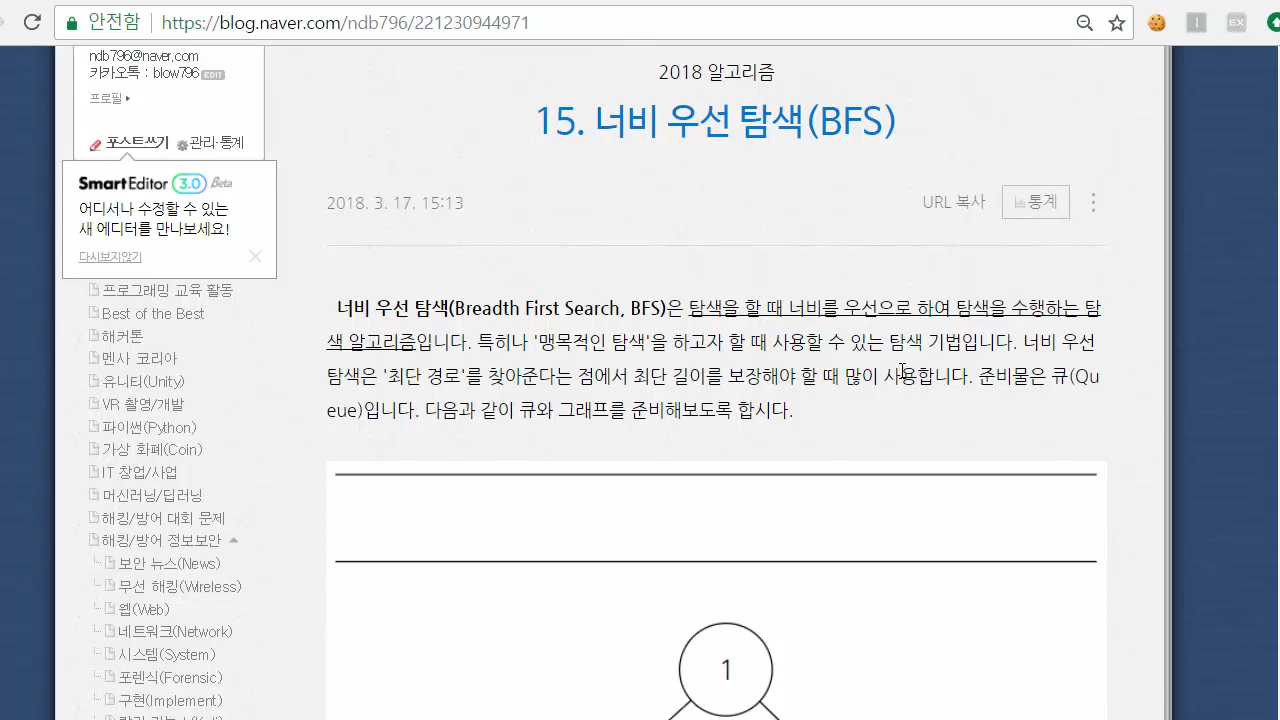 안전함 https://blog.naver.com/ndb796/221230944971
ndb796@naver.com
카카오톡 : blow796 EDIT
프로필
포스트쓰기 관리·통계
SmartEditor 3.0 Beta
어디서나 수정할 수 있는
새 에디터를 만나보세요!
다시보지않기
프로그래밍 교육 활동
Best of the Best
해커톤
멘사 코리아
유니티(Unity)
VR 촬영/개발
파이썬(Python)
가상 화폐(Coin)
IT 창업/사업
머신러닝/딥러닝
해킹/방어 대회 문제
해킹/방어 정보보안
보안 뉴스(News)
무선 해킹(Wireless)
웹(Web)
네트워크(Network)
시스템(System)
포렌식(Forensic)
구현(Implement)
2018 알고리즘
15. 너비 우선 탐색(BFS)
2018. 3. 17. 15:13
URL 복사 통계
너비 우선 탐색(Breadth First Search, BFS)은 탐색을 할 때 너비를 우선으로 하여 탐색을 수행하는 탐
색 알고리즘입니다. 특히나 '맹목적인 탐색'을 하고자 할 때 사용할 수 있는 탐색 기법입니다. 너비 우선
탐색은 '최단 경로'를 찾아준다는 점에서 최단 길이를 보장해야 할 때 많이 사용합니다. 준비물은 큐(Qu
eue)입니다. 다음과 같이 큐와 그래프를 준비해보도록 합시다.
1